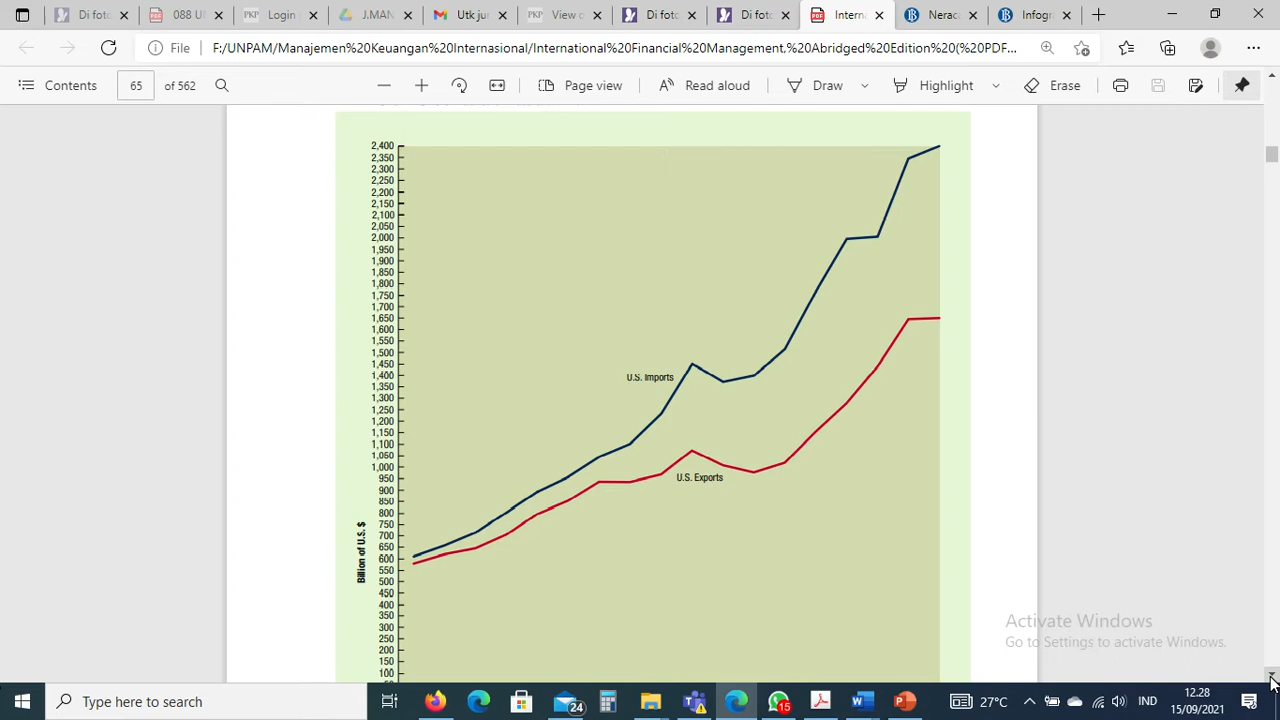 Di foto
088 U
Login
J.MAN
Utk jur
View c
Di foto
Di foto
Interna
Neraca
Infogr
File
F:/UNPAM/Manajemen%20Keuangan%20Internasional/International%20Financial%20Management,%20Abridged%20Edition%20(%20PDF...
Contents
65
of 562
Page view
Read aloud
Draw
Highlight
Erase
2,400
2,350
2,300
2,250
2,200
2,150
2,100
2,050
2,000
1,950
1,900
1,850
1,800
1,750
1,700
1,650
1,600
1,550
1,500
1,450
1,400
1,350
1,300
1,250
1,200
1,150
1,100
1,050
1,000
950
900
850
800
750
700
650
600
550
500
450
400
350
300
250
200
150
100
Billion of U.S. $
U.S. Imports
U.S. Exports
Activate Windows
Go to Settings to activate Windows.
Type here to search
24
15
27°C
IND
12.28
15/09/2021